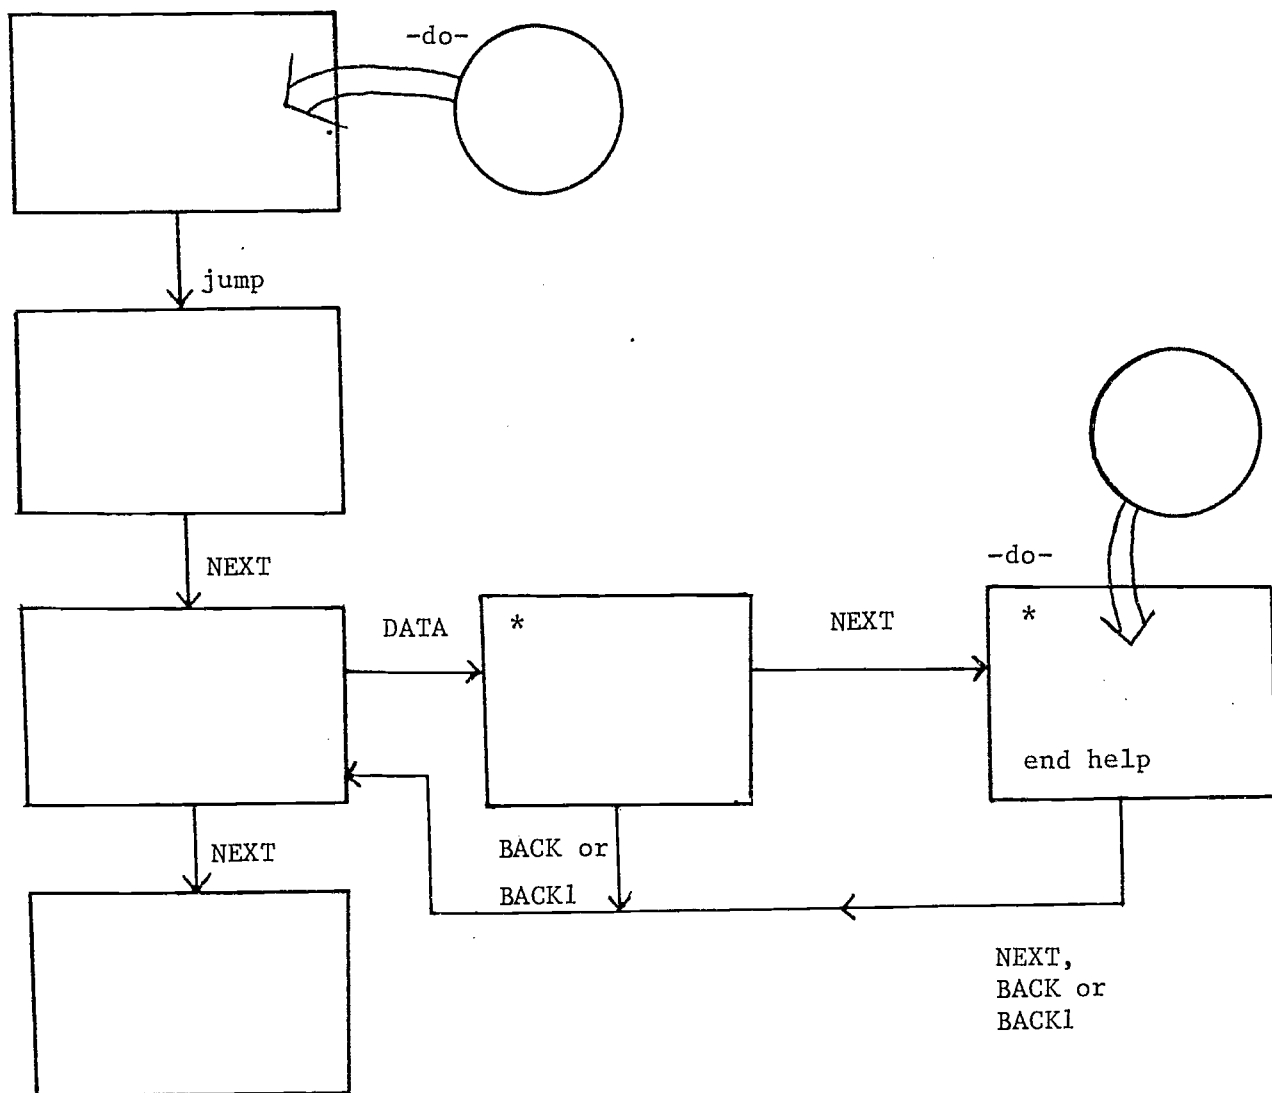 -do-
jump
NEXT
-do-
DATA
*
NEXT
*
end help
NEXT
BACK or
BACK1
NEXT,
BACK or
BACK1